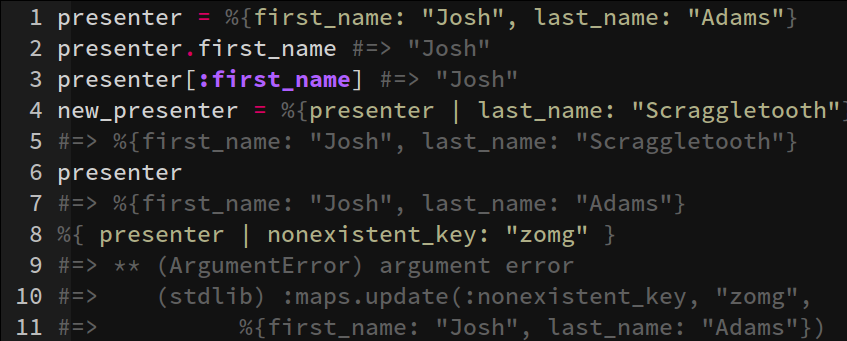 1 presenter = %{first_name: "Josh", last_name: "Adams"}
2 presenter.first_name #=> "Josh"
3 presenter[:first_name] #=> "Josh"
4 new_presenter = %{presenter | last_name: "Scraggletooth"}
5 #=> %{first_name: "Josh", last_name: "Scraggletooth"}
6 presenter
7 #=> %{first_name: "Josh", last_name: "Adams"}
8 %{ presenter | nonexistent_key: "zomg" }
9 #=> ** (ArgumentError) argument error
10 #=>    (stdlib) :maps.update(:nonexistent_key, "zomg",
11 #=>         %{first_name: "Josh", last_name: "Adams"})